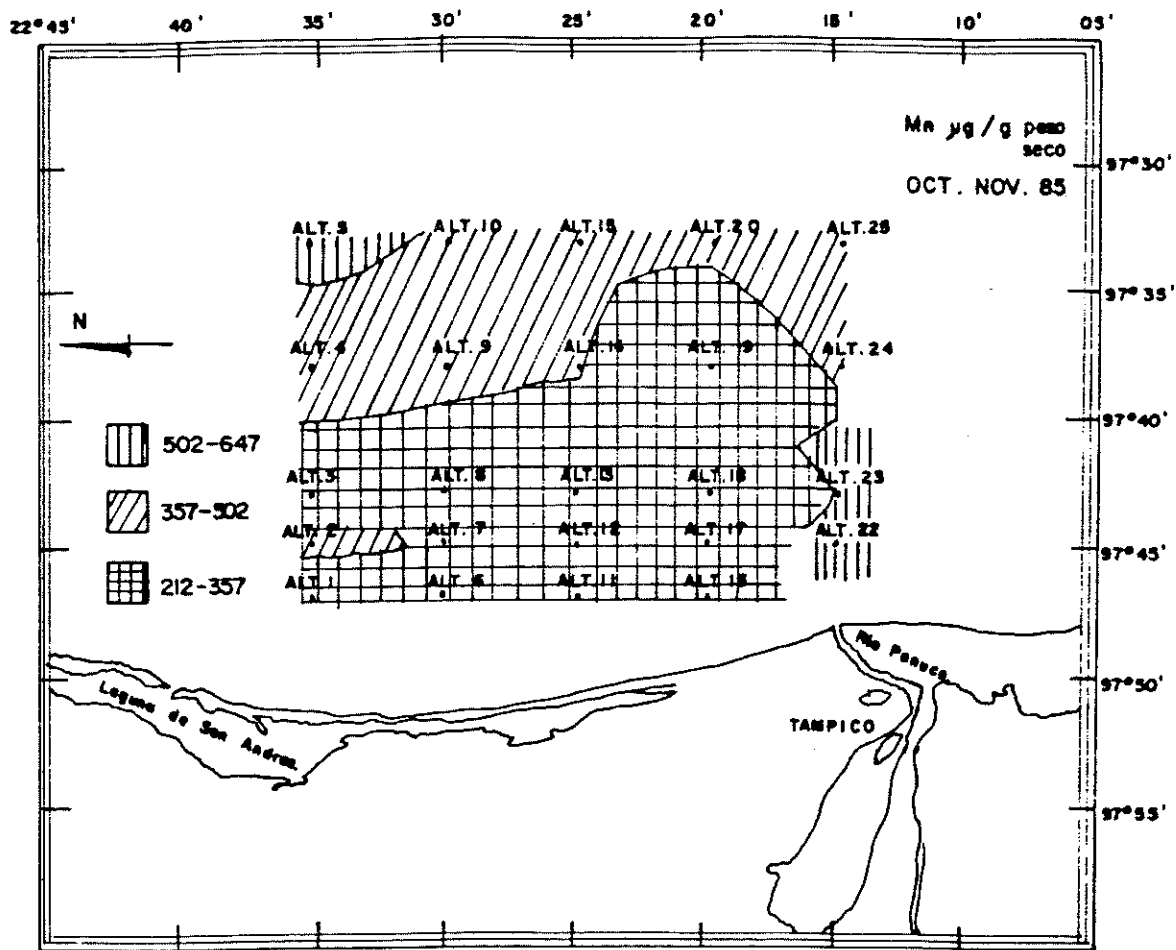 22°45' 40' 35' 30' 25' 20' 15' 10' 05'
Mn µg/g peso
seco
OCT. NOV. 85
97°30'
97°35'
97°40'
97°45'
97°50'
97°55'
N
502-647
357-502
212-357
ALT. 5 ALT. 10 ALT. 15 ALT. 20 ALT. 25
ALT. 4 ALT. 9 ALT. 14 ALT. 19 ALT. 24
ALT. 3 ALT. 8 ALT. 13 ALT. 18 ALT. 23
ALT. 2 ALT. 7 ALT. 12 ALT. 17 ALT. 22
ALT. 1 ALT. 6 ALT. 11 ALT.
Rio Panuco
Laguna de San Andres.
TAMPICO